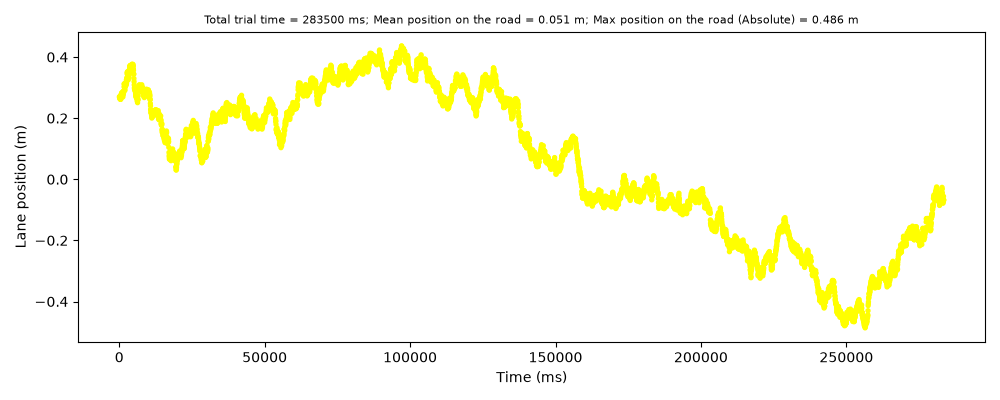 Total trial time = 283500 ms; Mean position on the road = 0.051 m; Max position on the road (Absolute) = 0.486 m
Lane position (m)
0.4
0.2
0.0
−0.2
−0.4
0 50000 100000 150000 200000 250000
Time (ms)